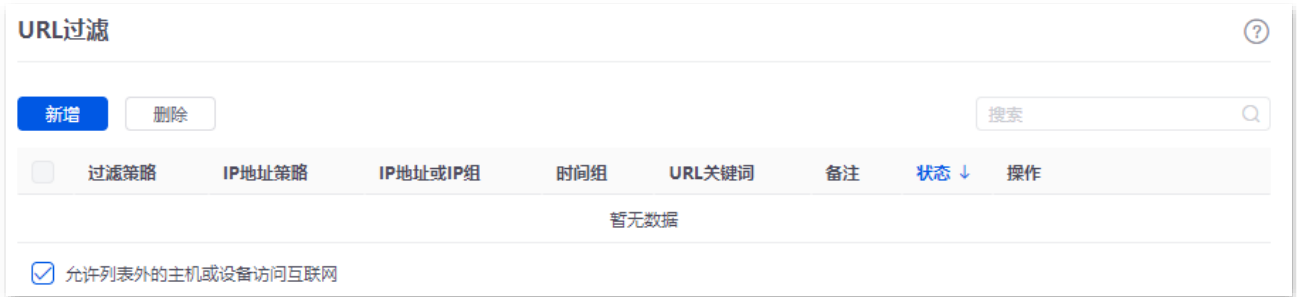 URL过滤
新增 删除 搜索
过滤策略 IP地址策略 IP地址或IP组 时间组 URL关键词 备注 状态 ↓ 操作
暂无数据
允许列表外的主机或设备访问互联网